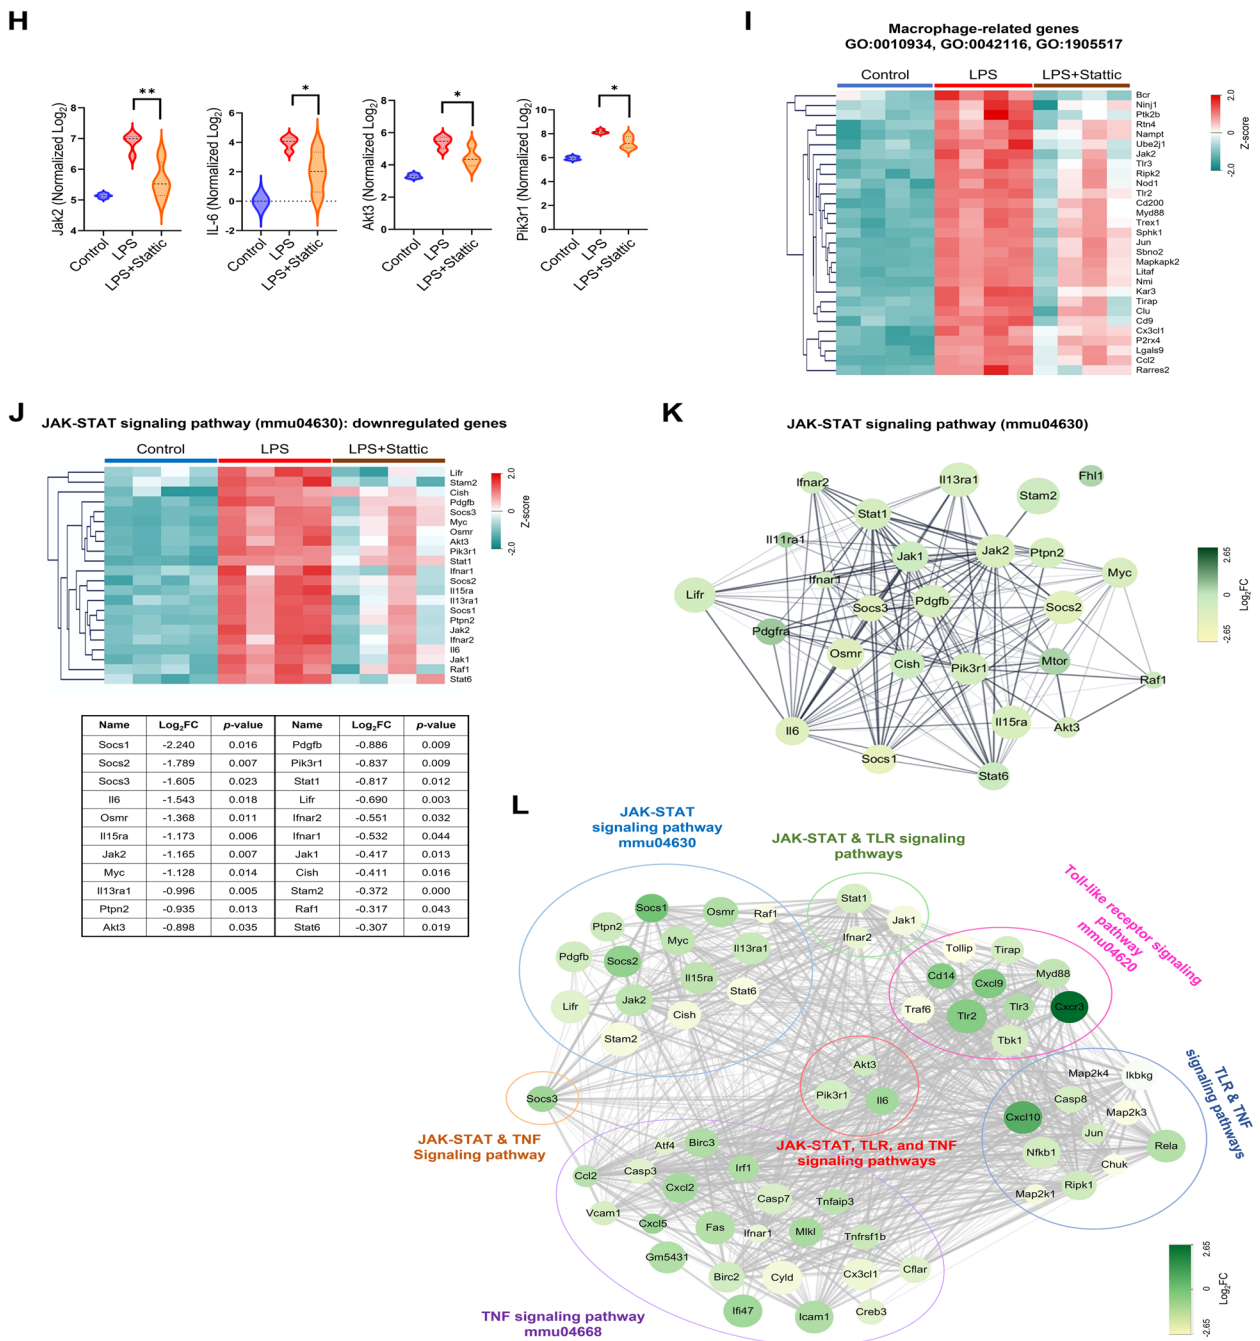 H
Jak2 (Normalized Log2)
7
6
5
4
**
Control
LPS
LPS+Stattic
IL-6 (Normalized Log2)
6
4
2
0
-2
*
Control
LPS
LPS+Stattic
Akt3 (Normalized Log2)
8
6
4
2
0
*
Control
LPS
LPS+Stattic
Pik3r1 (Normalized Log2)
10
8
6
4
2
0
*
Control
LPS
LPS+Stattic
I
Macrophage-related genes
GO:0010934, GO:0042116, GO:1905517
Control LPS LPS+Stattic
Bcr
Ninj1
Ptk2b
Rtn4
Nampt
Ube2j1
Jak2
Tlr3
Ripk2
Nod1
Tlr2
Cd200
Myd88
Trex1
Sphk1
Jun
Sbno2
Mapkapk2
Litaf
Nmi
Kar3
Tirap
Clu
Cd9
Cx3cl1
P2rx4
Lgals9
Ccl2
Rarres2
2.0
-2.0
Z-score
J
JAK-STAT signaling pathway (mmu04630): downregulated genes
Control LPS LPS+Stattic
Lifr
Stam2
Cish
Pdgfb
Socs3
Myc
Osmr
Akt3
Pik3r1
Stat1
Ifnar1
Socs2
Il15ra
Il13ra1
Socs1
Ptpn2
Jak2
Ifnar2
Il6
Jak1
Raf1
Stat6
2.0
-2.0
Z-score
Name Log2FC p-value Name Log2FC p-value
Socs1 -2.240 0.016 Pdgfb -0.886 0.009
Socs2 -1.789 0.007 Pik3r1 -0.837 0.009
Socs3 -1.605 0.023 Stat1 -0.817 0.012
Il6 -1.543 0.018 Lifr -0.690 0.003
Osmr -1.368 0.011 Ifnar2 -0.551 0.032
Il15ra -1.173 0.006 Ifnar1 -0.532 0.044
Jak2 -1.165 0.007 Jak1 -0.417 0.013
Myc -1.128 0.014 Cish -0.411 0.016
Il13ra1 -0.996 0.005 Stam2 -0.372 0.000
Ptpn2 -0.935 0.013 Raf1 -0.317 0.043
Akt3 -0.898 0.035 Stat6 -0.307 0.019
K
JAK-STAT signaling pathway (mmu04630)
Ifnar2
Il13ra1
Fhl1
Stam2
Stat1
Il11ra1
Jak1
Jak2
Ptpn2
Myc
Ifnar1
Lifr
Socs3
Pdgfb
Socs2
Pdgfra
Osmr
Cish
Pik3r1
Mtor
Raf1
Il6
Il15ra
Akt3
Socs1
Stat6
2.65
-2.65
Log2FC
L
JAK-STAT
signaling pathway
mmu04630
Socs1
Osmr
Raf1
Ptpn2
Myc
Il13ra1
Pdgfb
Socs2
Il15ra
Stat6
Lifr
Jak2
Cish
Stam2
JAK-STAT & TLR signaling
pathways
Stat1
Jak1
Ifnar2
Toll-like receptor signaling
pathway
mmu04620
Tollip
Tirap
Cd14
Cxcl9
Myd88
Traf6
Tlr2
Tlr3
Cxcr3
Tbk1
Socs3
JAK-STAT & TNF
Signaling pathway
Akt3
Pik3r1
Il6
JAK-STAT, TLR, and TNF
signaling pathways
TLR & TNF
signaling pathways
Map2k4
Ikbkg
Casp8
Cxcl10
Map2k3
Jun
Nfkb1
Rela
Chuk
Ripk1
Map2k1
Atf4
Birc3
Ccl2
Casp3
Irf1
Cxcl2
Casp7
Tnfaip3
Vcam1
Cxcl5
Fas
Ifnar1
Mlkl
Tnfrsf1b
Gm5431
Birc2
Cyld
Cx3cl1
Cflar
Ifi47
Icam1
Creb3
TNF signaling pathway
mmu04668
2.65
-2.65
Log2FC